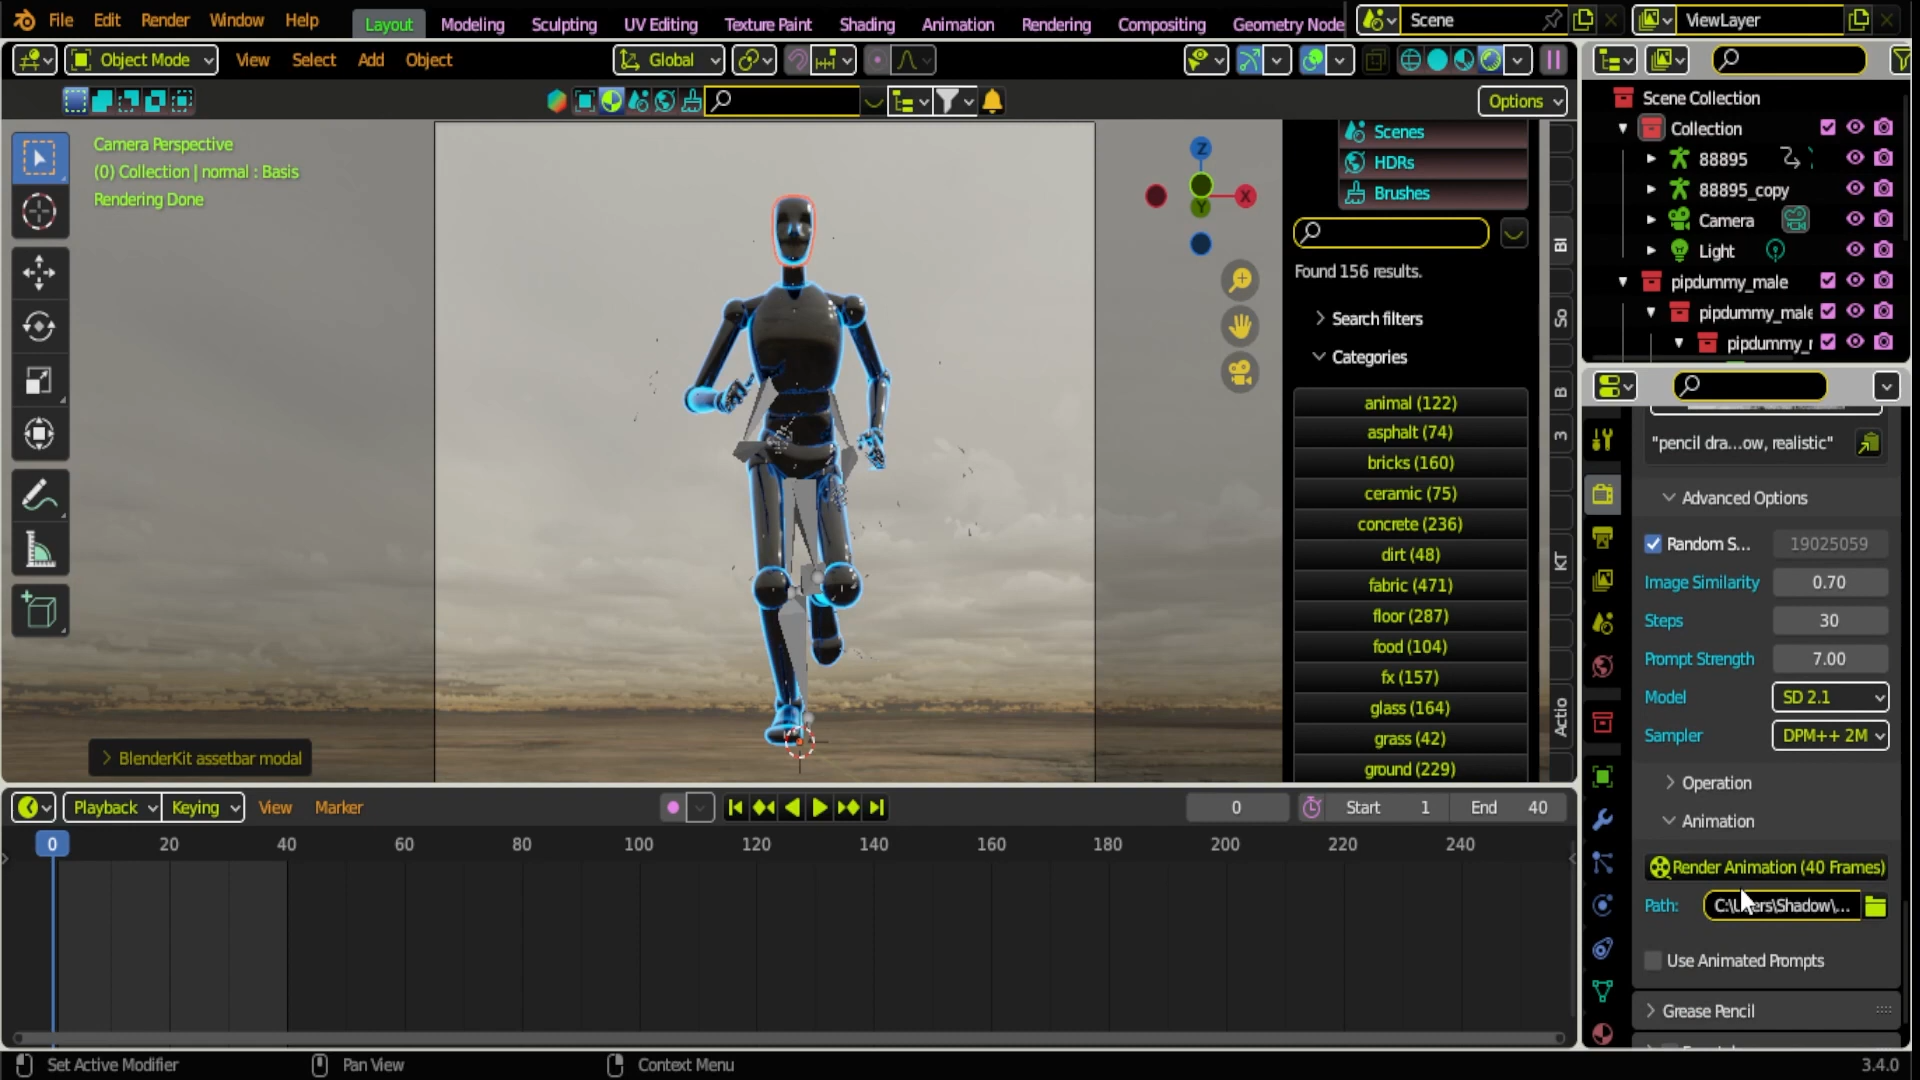 File Edit Render Window Help
Layout Modeling Sculpting UV Editing Texture Paint Shading Animation Rendering Compositing Geometry Node
Scene
ViewLayer
Object Mode View Select Add Object
Global
Options
Camera Perspective
(0) Collection | normal : Basis
Rendering Done
Z
X
Y
BlenderKit assetbar modal
Scenes
HDRs
Brushes
Found 156 results.
Search filters
Categories
animal (122)
asphalt (74)
bricks (160)
ceramic (75)
concrete (236)
dirt (48)
fabric (471)
floor (287)
food (104)
fx (157)
glass (164)
grass (42)
ground (229)
Bl
So
B
3
KT
Actio
Scene Collection
Collection
88895
88895_copy
Camera
Light
pipdummy_male
pipdummy_male
pipdummy_r
"pencil dra...ow, realistic"
Advanced Options
Random S... 19025059
Image Similarity 0.70
Steps 30
Prompt Strength 7.00
Model SD 2.1
Sampler DPM++ 2M
Operation
Animation
Render Animation (40 Frames)
Path: C:\Users\Shadow\...
Use Animated Prompts
Grease Pencil
Playback Keying View Marker
0 Start 1 End 40
0 20 40 60 80 100 120 140 160 180 200 220 240
Set Active Modifier Pan View Context Menu 3.4.0